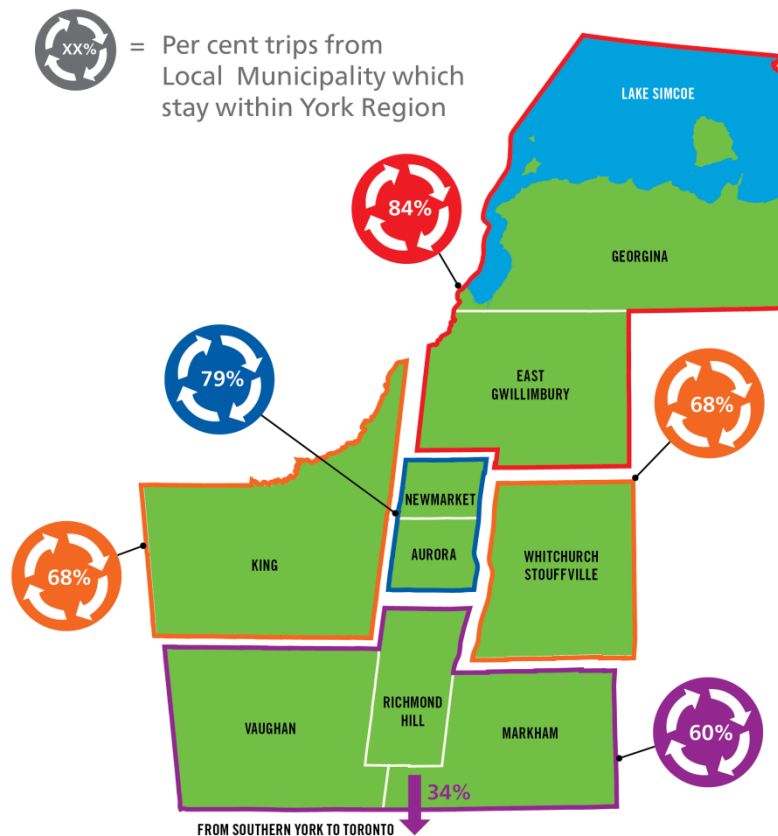 XX%
= Per cent trips from
Local Municipality which
stay within York Region
LAKE SIMCOE
84%
GEORGINA
79%
EAST
GWILLIMBURY
68%
NEWMARKET
AURORA
KING
WHITCHURCH
STOUFFVILLE
68%
RICHMOND
HILL
VAUGHAN
MARKHAM
60%
34%
FROM SOUTHERN YORK TO TORONTO